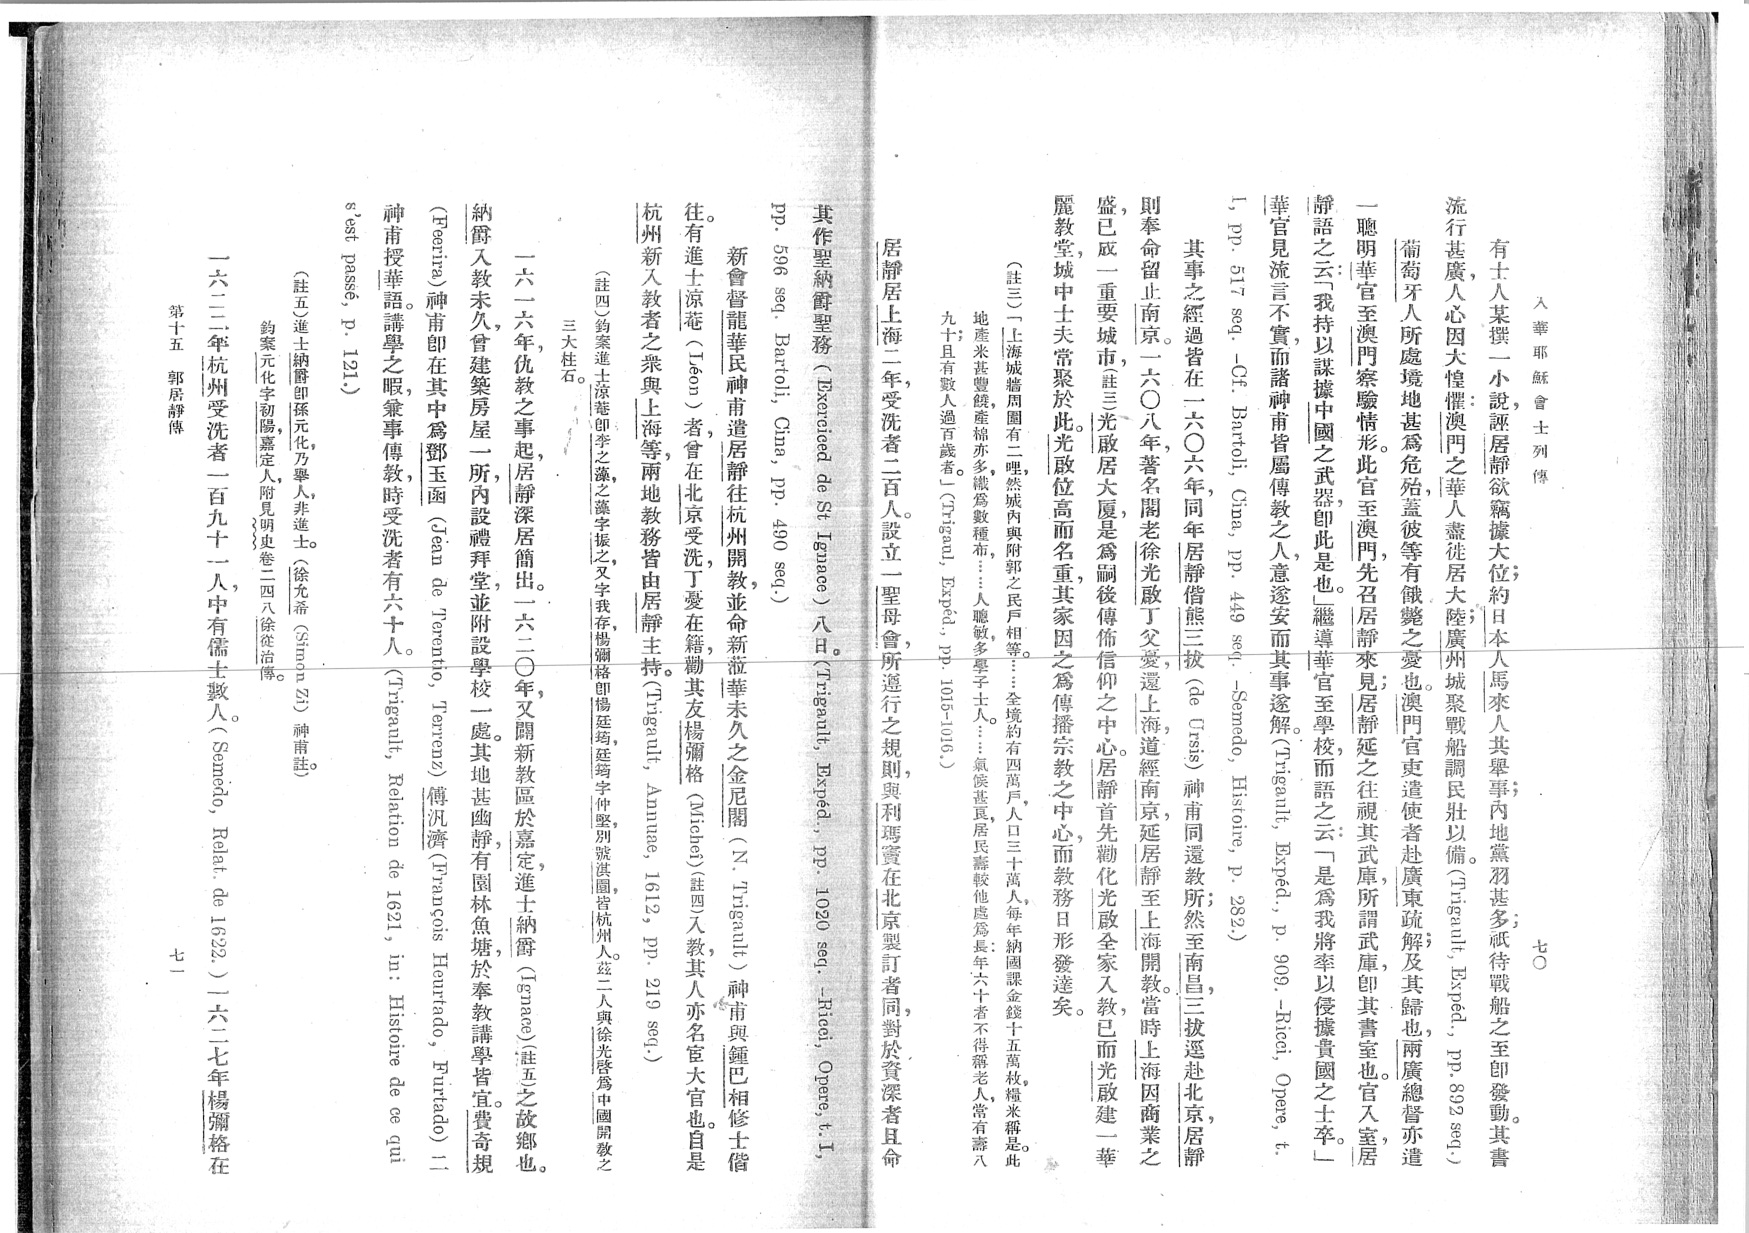 入華耶穌會士列傳
七〇
有士人某撰一小說,誣居靜欲竊據大位;約日本人馬來人共舉事;內地黨羽甚多;祇待戰船之至卽發動。其書
流行甚廣,人心因大惶懼:澳門之華人盡徙居大陸;廣州城聚戰船調民壯以備。(Trigault, Expéd., pp. 892 seq.)
葡萄牙人所處境地甚爲危殆,蓋彼等有餓斃之憂也。澳門官吏遣使者赴廣東疏解;及其歸也,兩廣總督亦遣
一聰明華官至澳門察驗情形。此官至澳門,先召居靜來見;居靜延之往視其武庫,所謂武庫,卽其書室也。官入室,居
靜語之云:「我持以謀據中國之武器,卽此是也。」繼導華官至學校,而語之云:「是爲我將率以侵據貴國之士卒。」
華官見流言不實,而諸神甫皆屬傳教之人,意遂安而其事遂解。(Trigault, Expéd., p. 909. –Ricci, Opere, t.
I, pp. 517 seq. –Cf. Bartoli, Cina, pp. 449 seq. –Semedo, Histoire, p. 282.)
其事之經過皆在一六〇六年,同年居靜偕熊三拔(de Ursis)神甫同還教所;然至南昌,三拔逕赴北京,居靜
則奉命留止南京。一六〇八年,著名閣老徐光啟丁父憂,還上海,道經南京,延居靜至上海開教。當時上海因商業之
盛,已成一重要城市,(註三)光啟居大厦,是爲嗣後傳佈信仰之中心。居靜首先勸化光啟全家入教,已而光啟建一華
麗教堂,城中士夫常聚於此。光啟位高而名重,其家因之爲傳播宗教之中心,而教務日形發達矣。
(註三)「上海城牆周圍有二哩,然城內與附郭之民戶相等。……全境約有四萬戶,人口三十萬人,每年納國課金錢十五萬枚,糧米稱是。此
地產米甚豐饒,產棉亦多,織爲數種布……人聰敏,多學子士人。……氣候甚良,居民壽較他處爲長:年六十者不得稱老人,常有壽八
九十;且有數人過百歲者。」(Trigaul, Expéd., pp. 1015-1016.)
居靜居上海二年,受洗者二百人。設立一聖母會,所遵行之規則,與利瑪竇在北京製訂者同,對於資深者且命
其作聖納爵聖務(Exerciced de St Ignace)八日。(Trigault, Expéd., pp. 1020 seq. –Ricci, Opere, t. I,
pp. 596 seq. Bartoli, Cina, pp. 490 seq.)
新會督龍華民神甫遣居靜往杭州開教,並命新蒞華未久之金尼閣(N. Trigault)神甫與鍾巴相修士偕
往。有進士涼菴(Léon)者,曾在北京受洗,丁憂在籍,勸其友楊彌格(Michel)(註四)入教,其人亦名宦大官也。自是
杭州新入教者之衆與上海等,兩地教務皆由居靜主持。(Trigault, Annuae, 1612, pp. 219 seq.)
(註四)鈞案進士涼菴卽李之藻,之藻字振之,又字我存,楊彌格卽楊廷筠,廷筠字仲堅,別號淇園,皆杭州人。茲二人與徐光啓爲中國開教之
三大柱石。
一六一六年,仇教之事起,居靜深居簡出。一六二〇年,又闢新教區於嘉定,進士納爵(Ignace)(註五)之故鄉也。
納爵入教未久,曾建築房屋一所,內設禮拜堂,並附設學校一處。其地甚幽靜,有園林魚塘,於奉教講學皆宜。費奇規
(Feerira)神甫卽在其中爲鄧玉函(Jean de Terentio, Terrenz)傅汎濟(François Heurtado, Furtado)二
神甫授華語。講學之暇,兼事傳教,時受洗者有六十人。(Trigault, Relation de 1621, in: Histoire de ce qui
s'est passé, p. 121.)
(註五)進士納爵卽孫元化,乃舉人,非進士。(徐允希(Simon Zi)神甫註。)
鈞案元化字初陽,嘉定人,附見明史卷二四八徐從治傳。
一六二二年杭州受洗者一百九十一人,中有儒士數人。(Semedo, Relat. de 1622.)一六二七年楊彌格在
第十五 郭居靜傳
七一